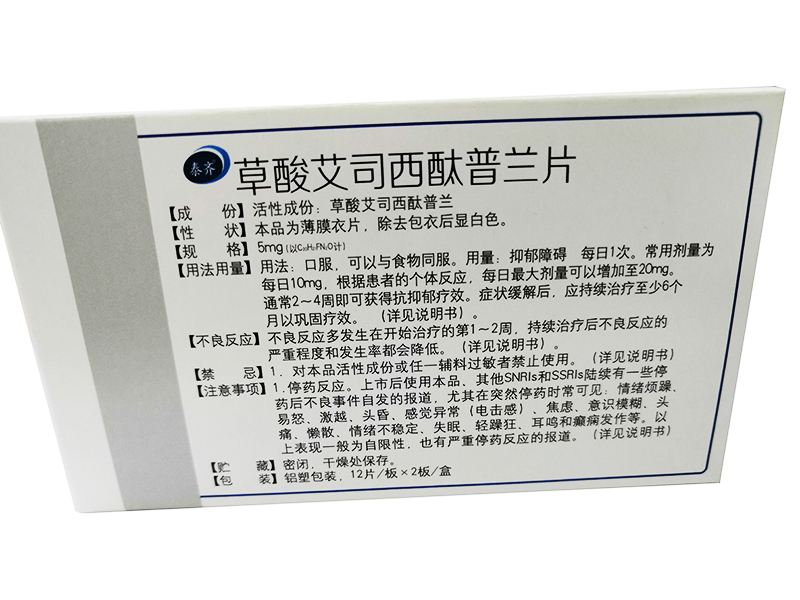 泰齐
草酸艾司西酞普兰片
【成 份】活性成份：草酸艾司西酞普兰
【性 状】本品为薄膜衣片，除去包衣后显白色。
【规 格】5mg（以C₂₀H₂₁FN₂O计）
【用法用量】用法：口服，可以与食物同服。用量：抑郁障碍 每日1次。常用剂量为
每日10mg，根据患者的个体反应，每日最大剂量可以增加至20mg。
通常2～4周即可获得抗抑郁疗效。症状缓解后，应持续治疗至少6个
月以巩固疗效。（详见说明书）。
【不良反应】不良反应多发生在开始治疗的第1～2周，持续治疗后不良反应的
严重程度和发生率都会降低。（详见说明书）。
【禁 忌】1．对本品活性成份或任一辅料过敏者禁止使用。（详见说明书）
【注意事项】1.停药反应。上市后使用本品、其他SNRIs和SSRIs陆续有一些停
药后不良事件自发的报道，尤其在突然停药时常可见：情绪烦躁、
易怒、激越、头昏、感觉异常（电击感）、焦虑、意识模糊、头
痛、懒散、情绪不稳定、失眠、轻躁狂、耳鸣和癫痫发作等。以
上表现一般为自限性，也有严重停药反应的报道。（详见说明书）
【贮 藏】密闭，干燥处保存。
【包 装】铝塑包装，12片/板×2板/盒